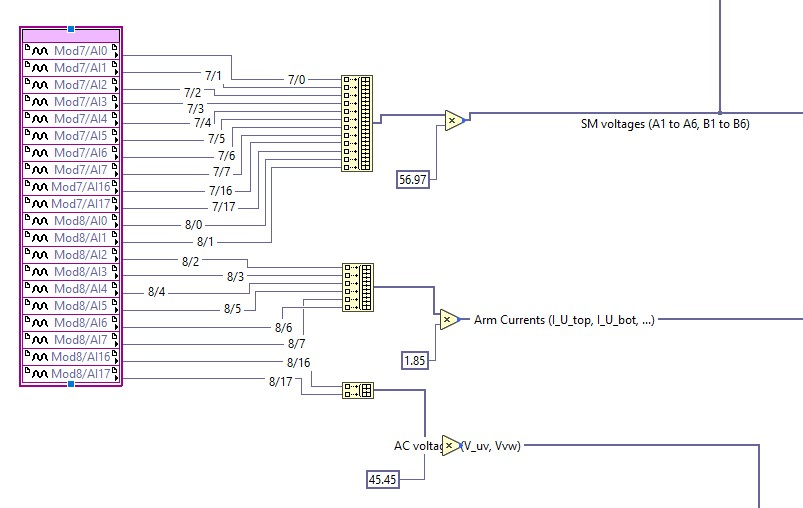 Mod7/AI0
Mod7/AI1
Mod7/AI2
Mod7/AI3
Mod7/AI4
Mod7/AI5
Mod7/AI6
Mod7/AI7
Mod7/AI16
Mod7/AI17
Mod8/AI0
Mod8/AI1
Mod8/AI2
Mod8/AI3
Mod8/AI4
Mod8/AI5
Mod8/AI6
Mod8/AI7
Mod8/AI16
Mod8/AI17
7/0
7/1
7/2
7/3
7/4
7/5
7/6
7/7
7/16
7/17
8/0
8/1
8/2
8/3
8/4
8/5
8/6
8/7
8/16
8/17
×
56.97
SM voltages (A1 to A6, B1 to B6)
×
1.85
Arm Currents (I_U_top, I_U_bot, ...)
AC voltag × (V_uv, Vvw)
45.45